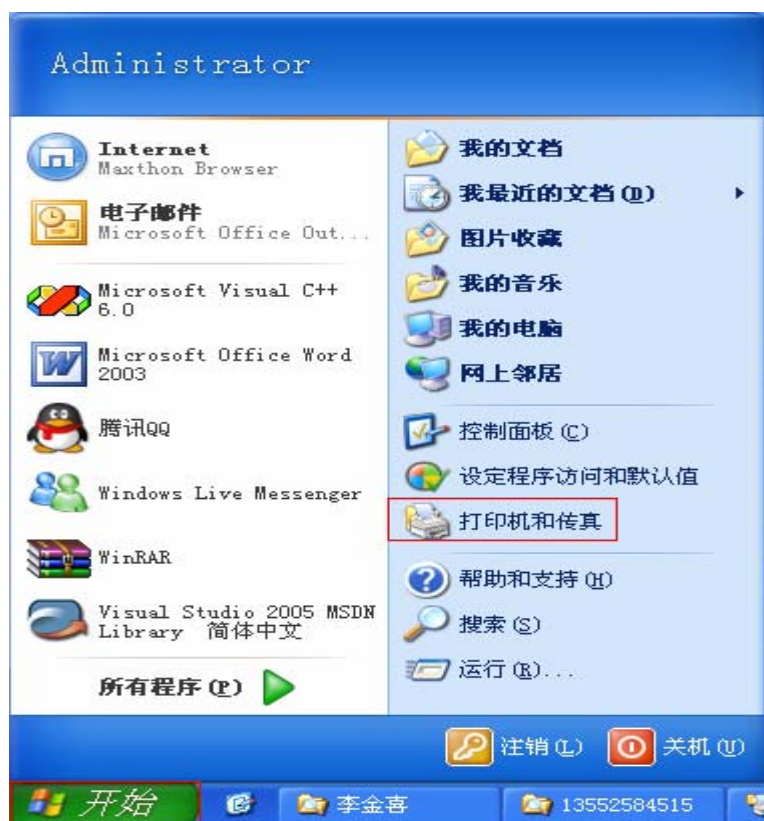 Administrator
Internet
Maxthon Browser
电子邮件
Microsoft Office Out...
Microsoft Visual C++
6.0
Microsoft Office Word
2003
腾讯QQ
Windows Live Messenger
WinRAR
Visual Studio 2005 MSDN
Library 简体中文
所有程序(P)
我的文档
我最近的文档(D)
图片收藏
我的音乐
我的电脑
网上邻居
控制面板(C)
设定程序访问和默认值
打印机和传真
帮助和支持(H)
搜索(S)
运行(R)...
注销(L)
关机(U)
开始
李金喜
13552584515